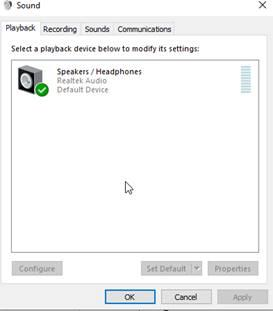 Sound
Playback Recording Sounds Communications
Select a playback device below to modify its settings:
Speakers / Headphones
Realtek Audio
Default Device
Configure Set Default Properties
OK Cancel Apply